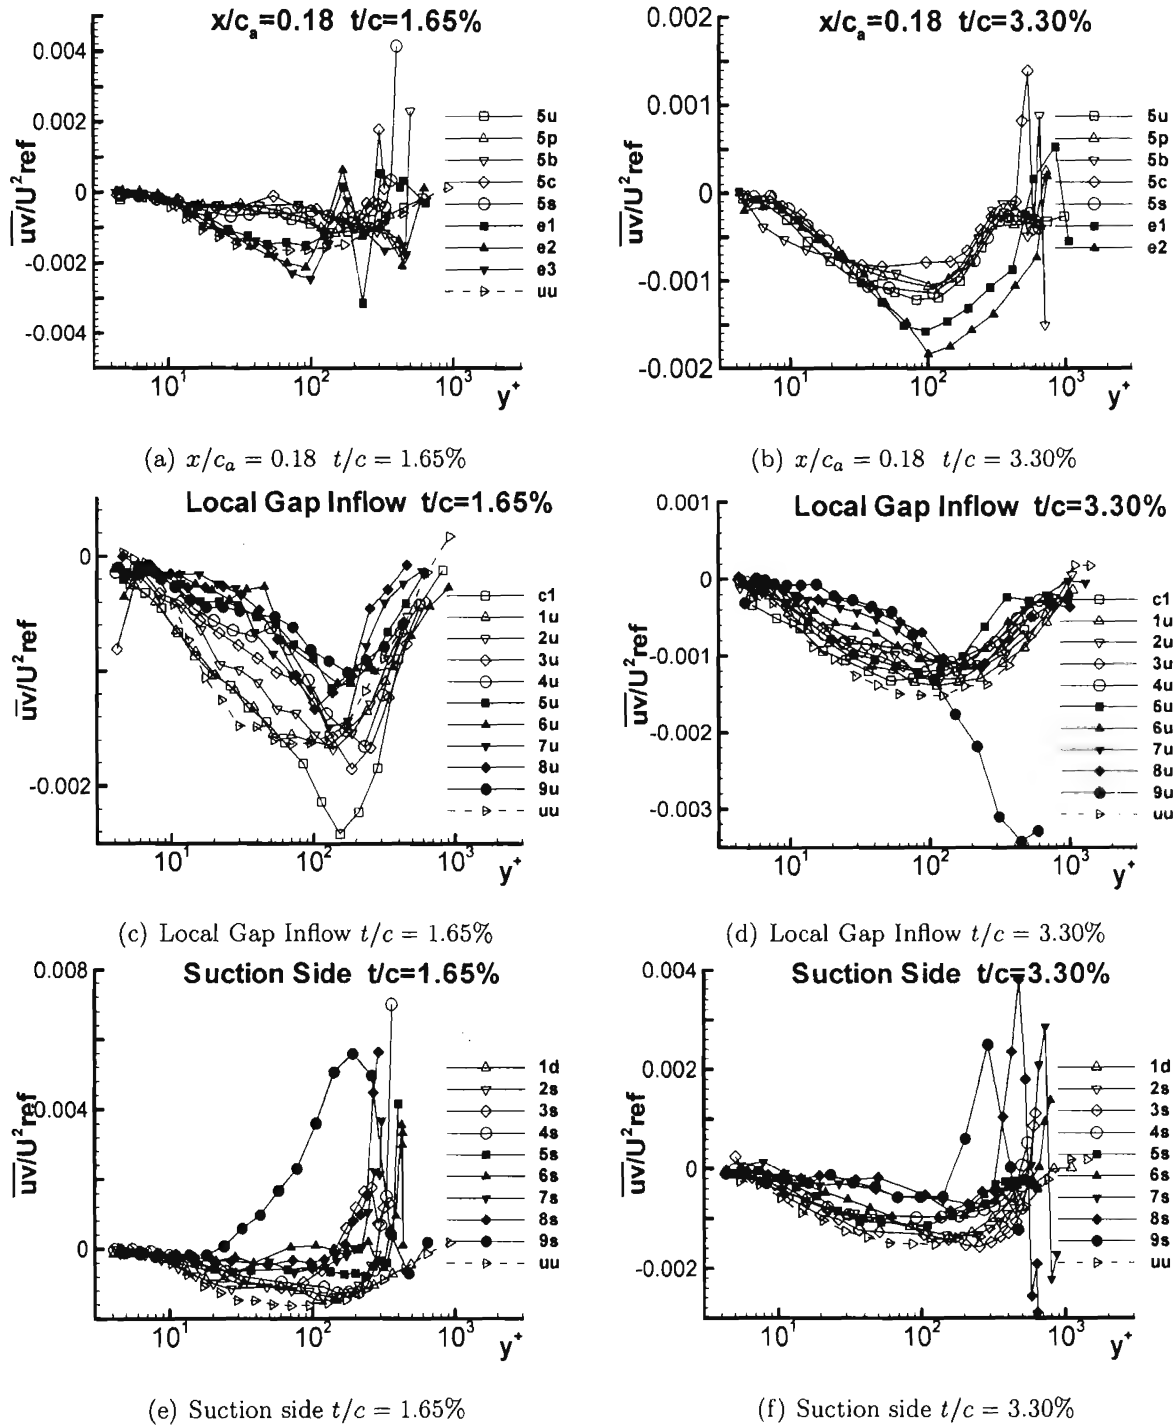 x/ca=0.18 t/c=1.65%
0.004
0.002
0
-0.002
-0.004
uv/U²ref
10¹ 10² 10³
y⁺
5u
5p
5b
5c
5s
e1
e2
e3
uu
(a) x/ca = 0.18 t/c = 1.65%
x/ca=0.18 t/c=3.30%
0.002
0.001
0
-0.001
-0.002
uv/U²ref
10¹ 10² 10³
y⁺
5u
5p
5b
5c
5s
e1
e2
(b) x/ca = 0.18 t/c = 3.30%
Local Gap Inflow t/c=1.65%
0
-0.002
uv/U²ref
10¹ 10² 10³
y⁺
c1
1u
2u
3u
4u
5u
6u
7u
8u
9u
uu
(c) Local Gap Inflow t/c = 1.65%
Local Gap Inflow t/c=3.30%
0.001
0
-0.001
-0.002
-0.003
uv/U²ref
10¹ 10² 10³
y⁺
c1
1u
2u
3u
4u
5u
6u
7u
8u
9u
uu
(d) Local Gap Inflow t/c = 3.30%
Suction Side t/c=1.65%
0.008
0.004
0
uv/U²ref
10¹ 10² 10³
y⁺
1d
2s
3s
4s
5s
6s
7s
8s
9s
uu
(e) Suction side t/c = 1.65%
Suction Side t/c=3.30%
0.004
0.002
0
-0.002
uv/U²ref
10¹ 10² 10³
y⁺
1d
2s
3s
4s
5s
6s
7s
8s
9s
uu
(f) Suction side t/c = 3.30%